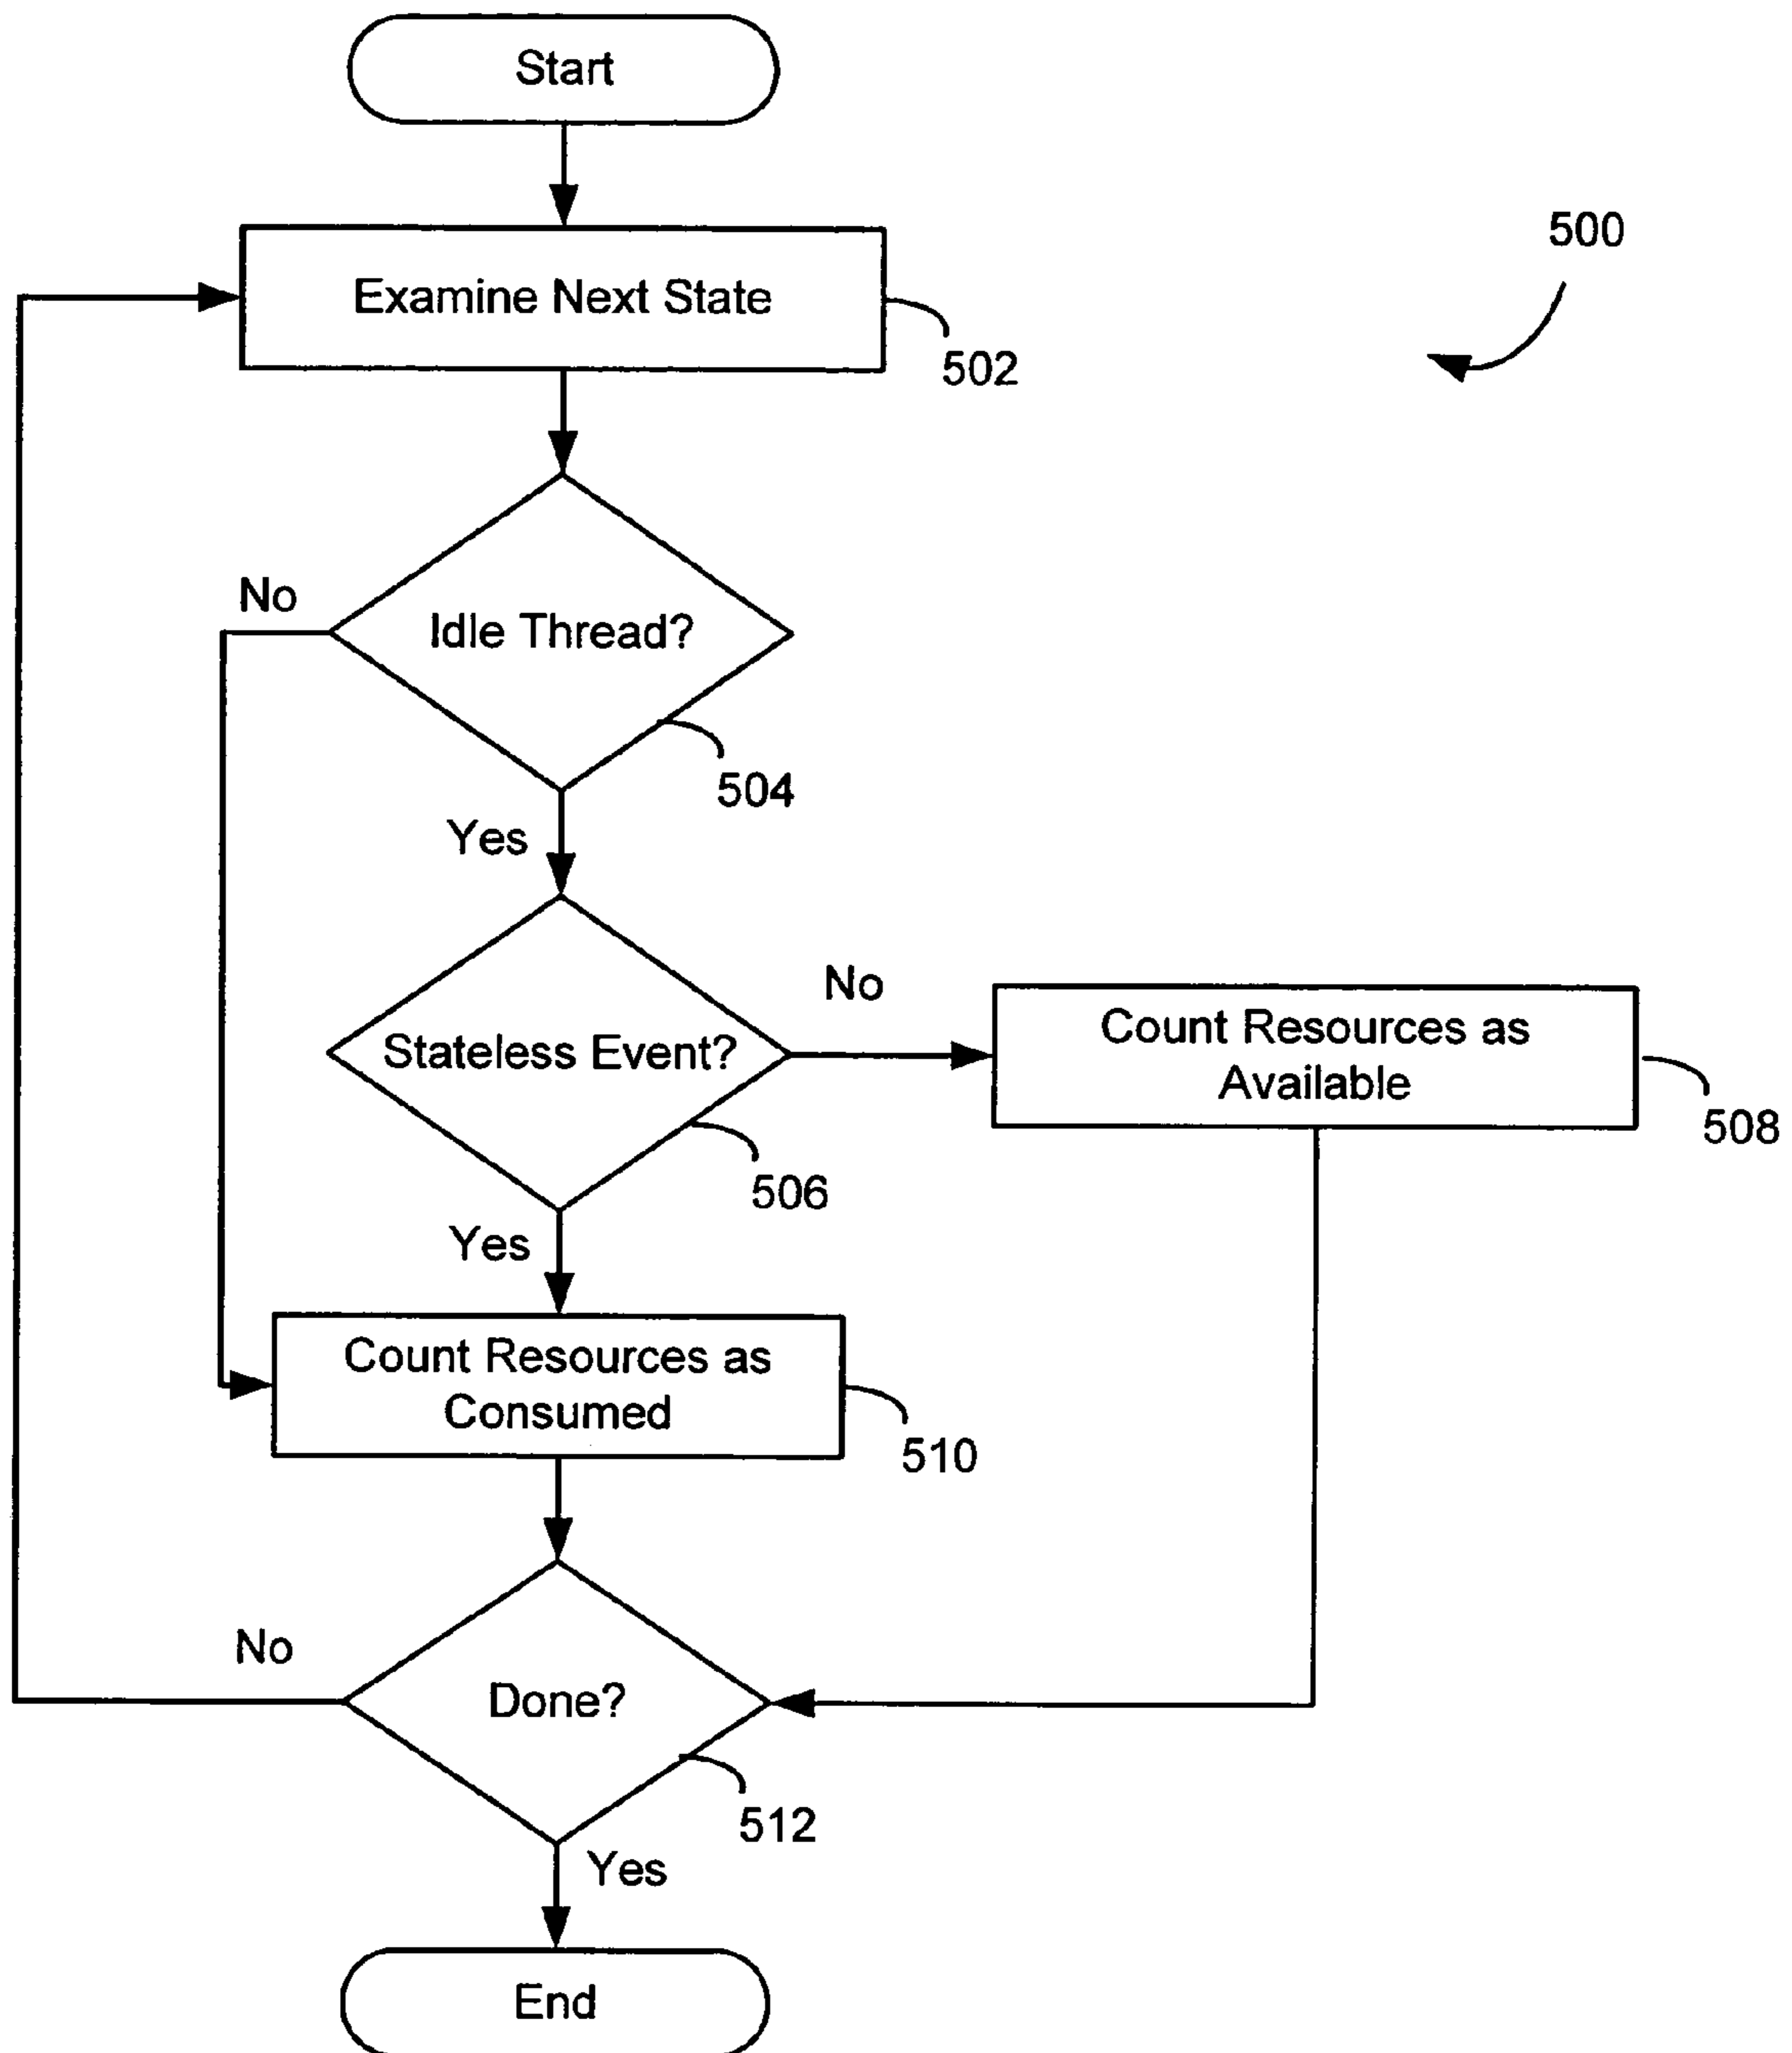 Start
500
Examine Next State
502
No
Idle Thread?
504
Yes
No
Stateless Event?
Count Resources as
Available
508
506
Yes
Count Resources as
Consumed
510
No
Done?
512
Yes
End